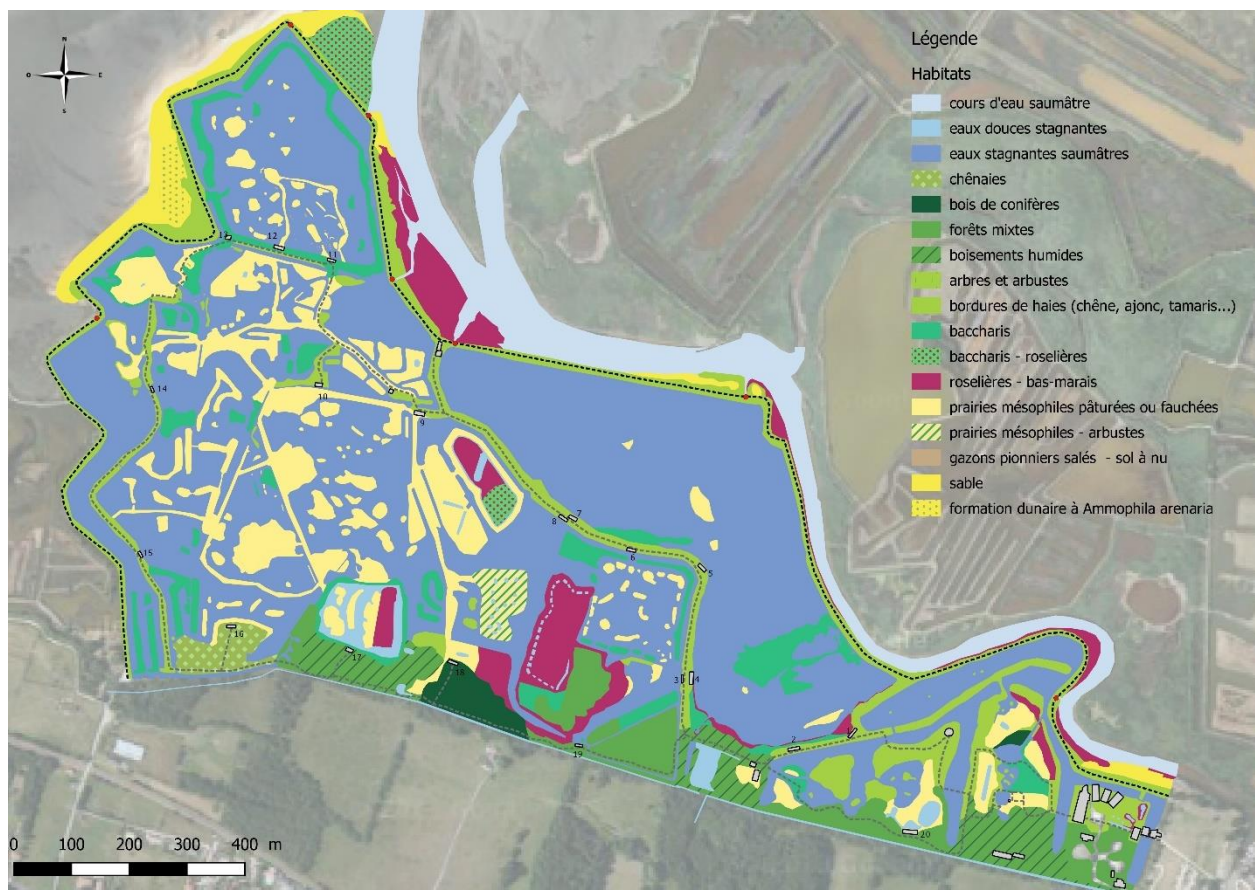 Légende
Habitats
N
O
E
S
cours d'eau saumâtre
eaux douces stagnantes
eaux stagnantes saumâtres
chênaies
bois de conifères
forêts mixtes
boisements humides
arbres et arbustes
bordures de haies (chêne, ajonc, tamaris...)
baccharis
baccharis - roselières
roselières - bas-marais
prairies mésophiles pâturées ou fauchées
prairies mésophiles - arbustes
gazons pionniers salés - sol à nu
sable
formation dunaire à Ammophila arenaria
13
12
11
14
10
9
8
7
6
5
15
16
17
18
3
4
19
2
20
0 100 200 300 400 m